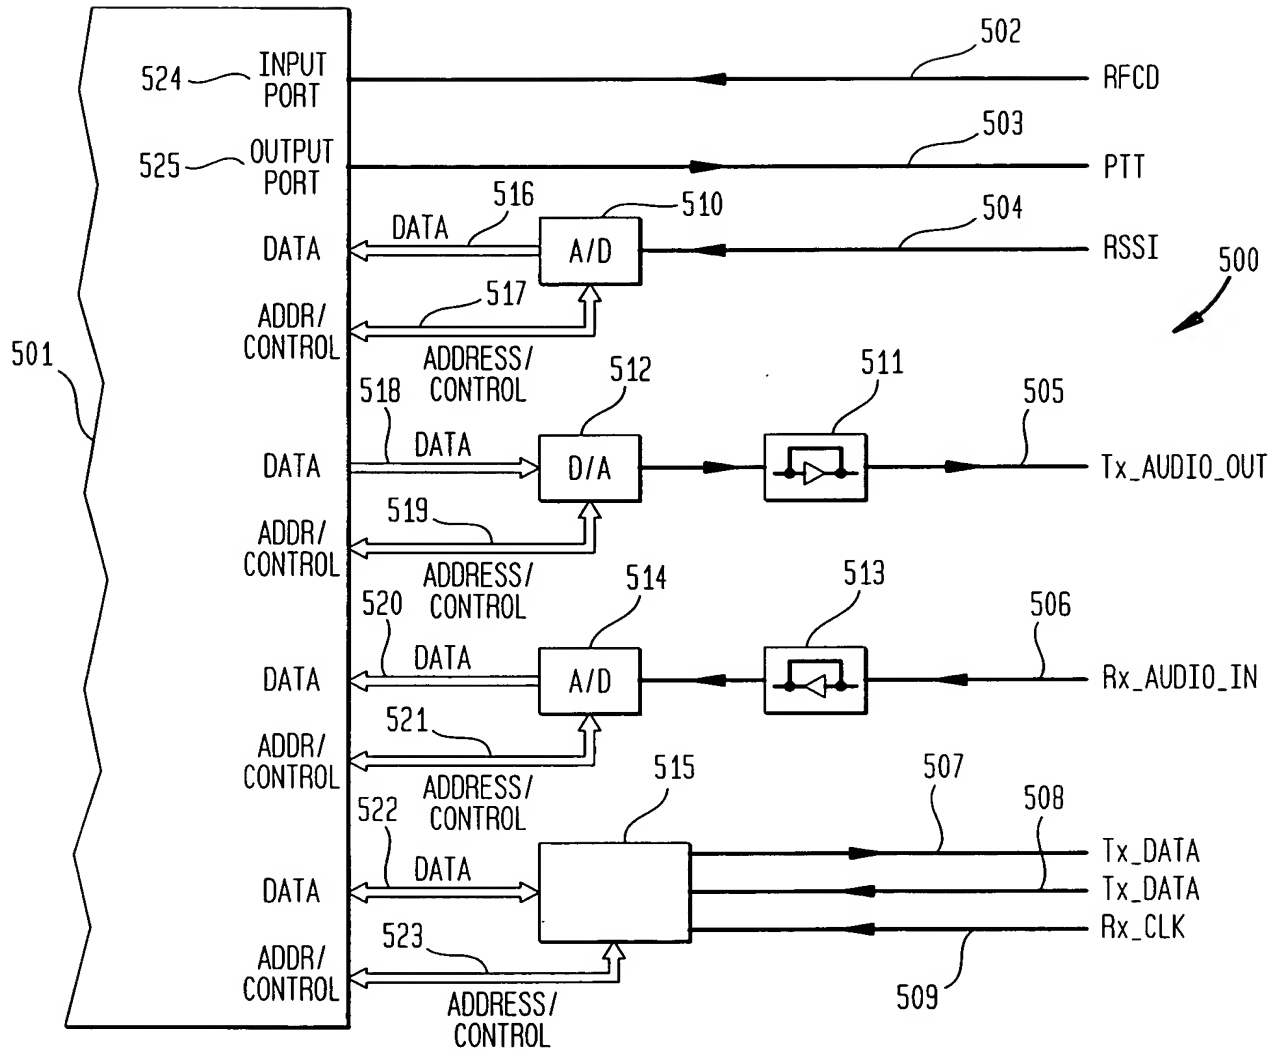 502
524
INPUT
PORT
RFCD
503
525
OUTPUT
PORT
PTT
516
510
504
DATA
DATA
A/D
RSSI
500
517
ADDR/
CONTROL
ADDRESS/
CONTROL
501
518
512
511
505
DATA
DATA
D/A
Tx_AUDIO_OUT
519
ADDR/
CONTROL
ADDRESS/
CONTROL
520
514
513
506
DATA
DATA
A/D
Rx_AUDIO_IN
521
ADDR/
CONTROL
ADDRESS/
CONTROL
522
515
507
508
Tx_DATA
DATA
DATA
Tx_DATA
523
Rx_CLK
ADDR/
CONTROL
ADDRESS/
CONTROL
509